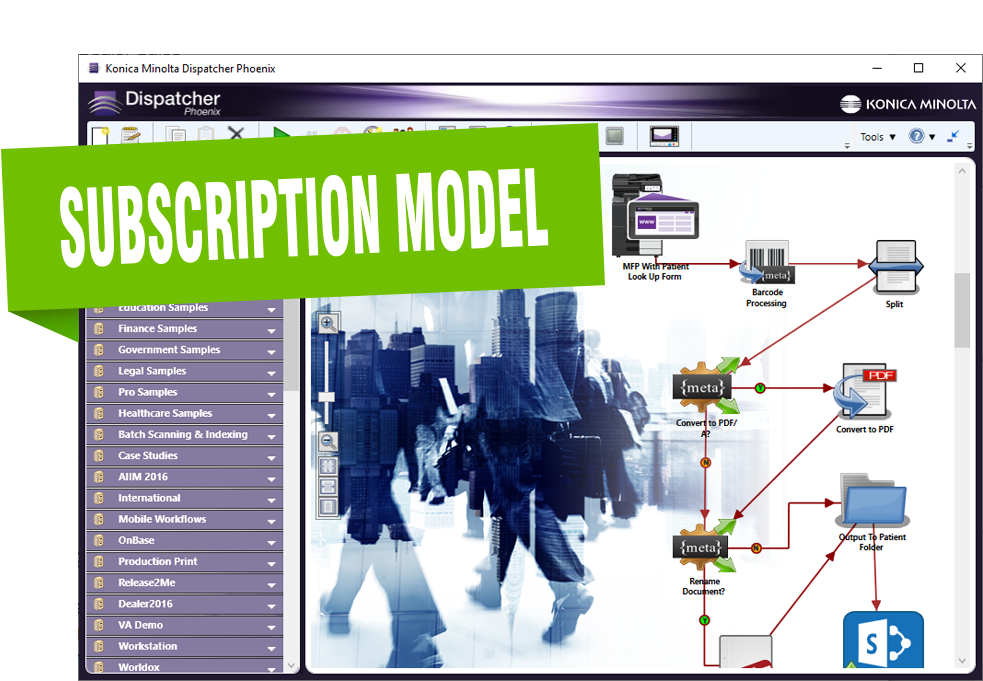 Konica Minolta Dispatcher Phoenix
Dispatcher
Phoenix
KONICA MINOLTA
Tools
SUBSCRIPTION MODEL
Education Samples
Finance Samples
Government Samples
Legal Samples
Pro Samples
Healthcare Samples
Batch Scanning & Indexing
Case Studies
AIIM 2016
International
Mobile Workflows
OnBase
Production Print
Release2Me
Dealer2016
VA Demo
Workstation
Worldox
www
MFP With Patient
Look Up Form
{meta}
Barcode
Processing
Split
{meta}
Convert to PDF/
A?
Y
PDF
Convert to PDF
N
{meta}
Rename
Document?
N
Output To Patient
Folder
Y
S